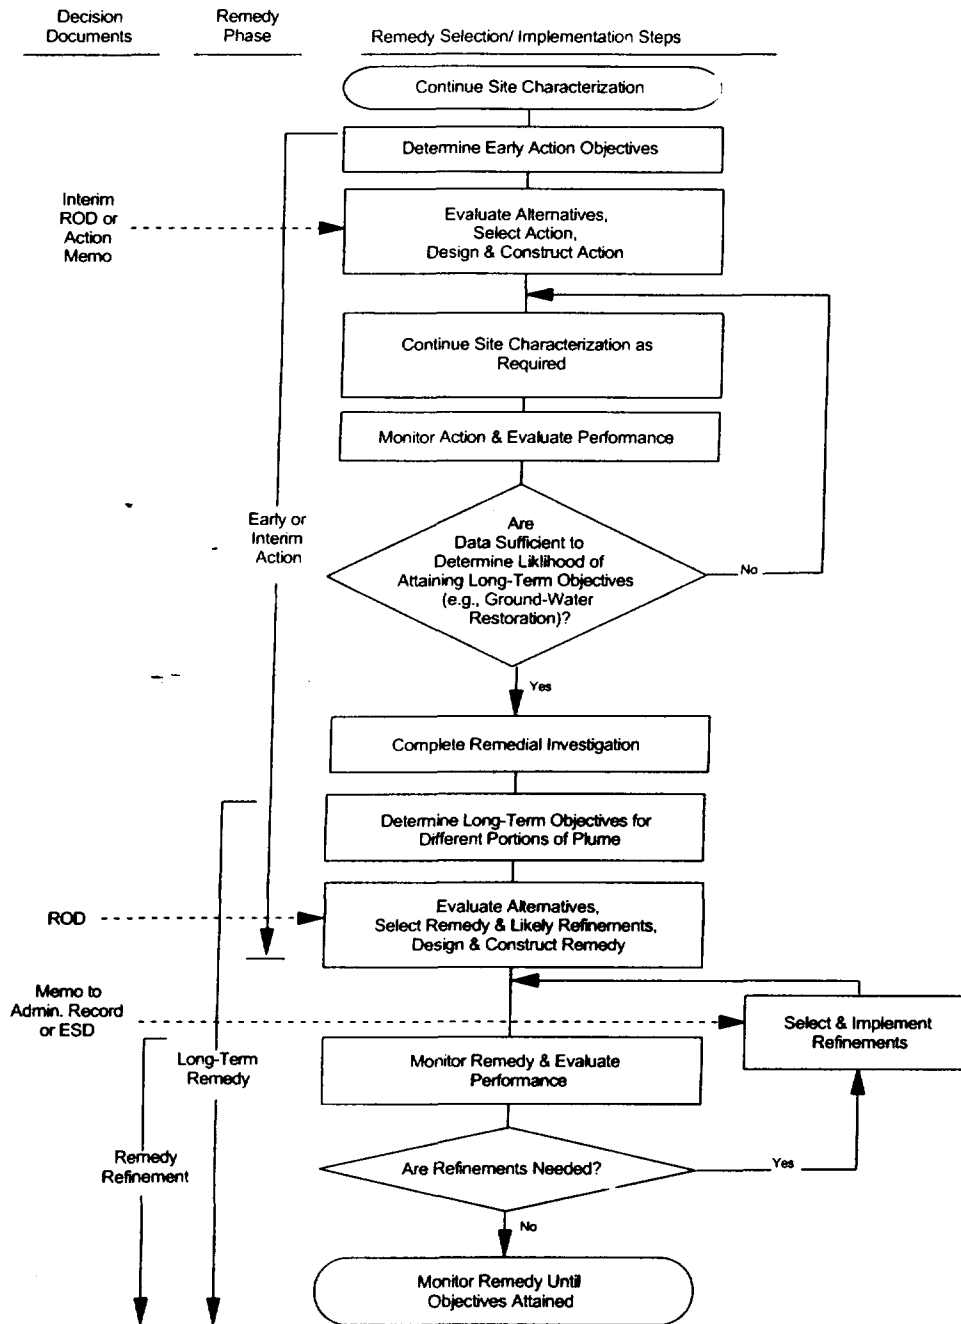 Decision
Documents
Remedy
Phase
Remedy Selection/ Implementation Steps
Continue Site Characterization
Determine Early Action Objectives
Interim
ROD or
Action
Memo
Evaluate Alternatives,
Select Action,
Design & Construct Action
Continue Site Characterization as
Required
Monitor Action & Evaluate Performance
Early or
Interim
Action
Are
Data Sufficient to
Determine Liklihood of
Attaining Long-Term Objectives
(e.g., Ground-Water
Restoration)?
No
Yes
Complete Remedial Investigation
Determine Long-Term Objectives for
Different Portions of Plume
ROD
Evaluate Alternatives,
Select Remedy & Likely Refinements,
Design & Construct Remedy
Memo to
Admin. Record
or ESD
Select & Implement
Refinements
Long-Term
Remedy
Monitor Remedy & Evaluate
Performance
Remedy
Refinement
Are Refinements Needed?
Yes
No
Monitor Remedy Until
Objectives Attained